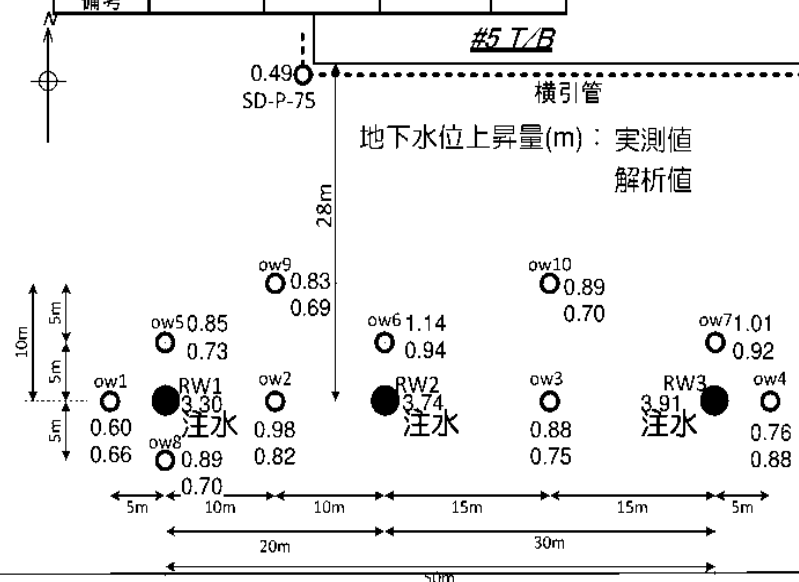 備考
N
#5 T/B
0.49
SD-P-75
横引管
地下水位上昇量(m)： 実測値
解析値
28m
ow9
0.83
0.69
ow10
0.89
0.70
10m
5m
5m
5m
ow5 0.85
0.73
ow6 1.14
0.94
ow7 1.01
0.92
ow1
0.60
0.66
RW1
3.30
注水
ow2
0.98
0.82
RW2
3.74
注水
ow3
0.88
0.75
RW3
3.91
注水
ow4
0.76
0.88
ow8
0.89
0.70
5m
10m
10m
15m
15m
5m
20m
30m
50m